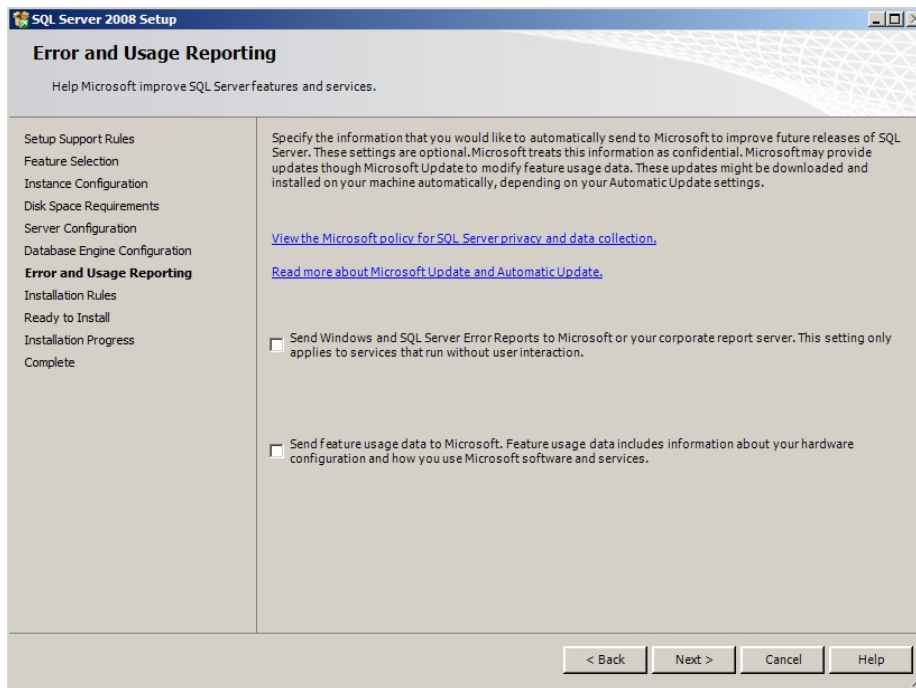 SQL Server 2008 Setup
Error and Usage Reporting
Help Microsoft improve SQL Server features and services.
Setup Support Rules
Feature Selection
Instance Configuration
Disk Space Requirements
Server Configuration
Database Engine Configuration
Error and Usage Reporting
Installation Rules
Ready to Install
Installation Progress
Complete
Specify the information that you would like to automatically send to Microsoft to improve future releases of SQL
Server. These settings are optional. Microsoft treats this information as confidential. Microsoft may provide
updates though Microsoft Update to modify feature usage data. These updates might be downloaded and
installed on your machine automatically, depending on your Automatic Update settings.
View the Microsoft policy for SQL Server privacy and data collection.
Read more about Microsoft Update and Automatic Update.
Send Windows and SQL Server Error Reports to Microsoft or your corporate report server. This setting only
applies to services that run without user interaction.
Send feature usage data to Microsoft. Feature usage data includes information about your hardware
configuration and how you use Microsoft software and services.
< Back
Next >
Cancel
Help